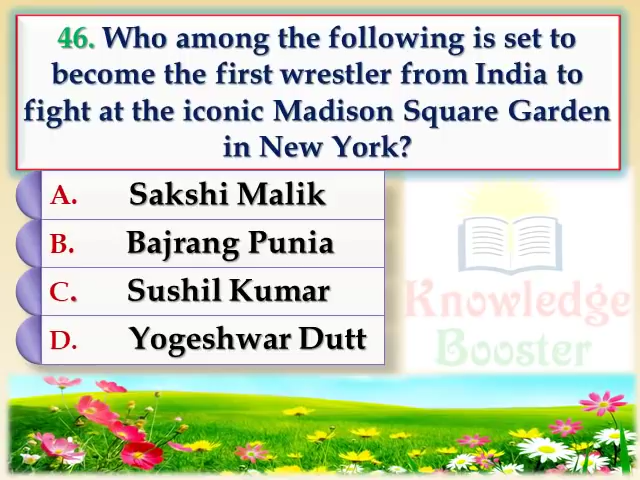 46. Who among the following is set to
become the first wrestler from India to
fight at the iconic Madison Square Garden
in New York?
A. Sakshi Malik
B. Bajrang Punia
C. Sushil Kumar
D. Yogeshwar Dutt
Knowledge
Booster